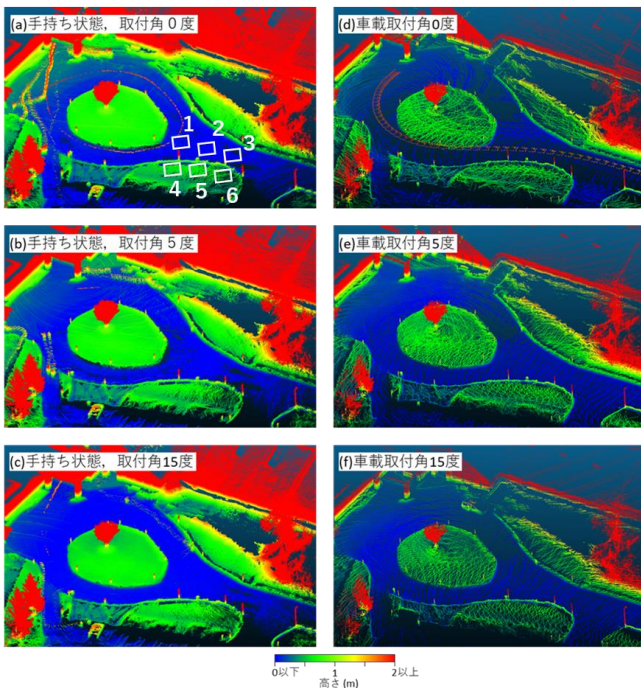 (a)手持ち状態，取付角０度
1
2
3
4
5
6
(d)車載取付角0度
(b)手持ち状態，取付角５度
(e)車載取付角5度
(c)手持ち状態，取付角15度
(f)車載取付角15度
0以下 1 2以上
高さ(m)